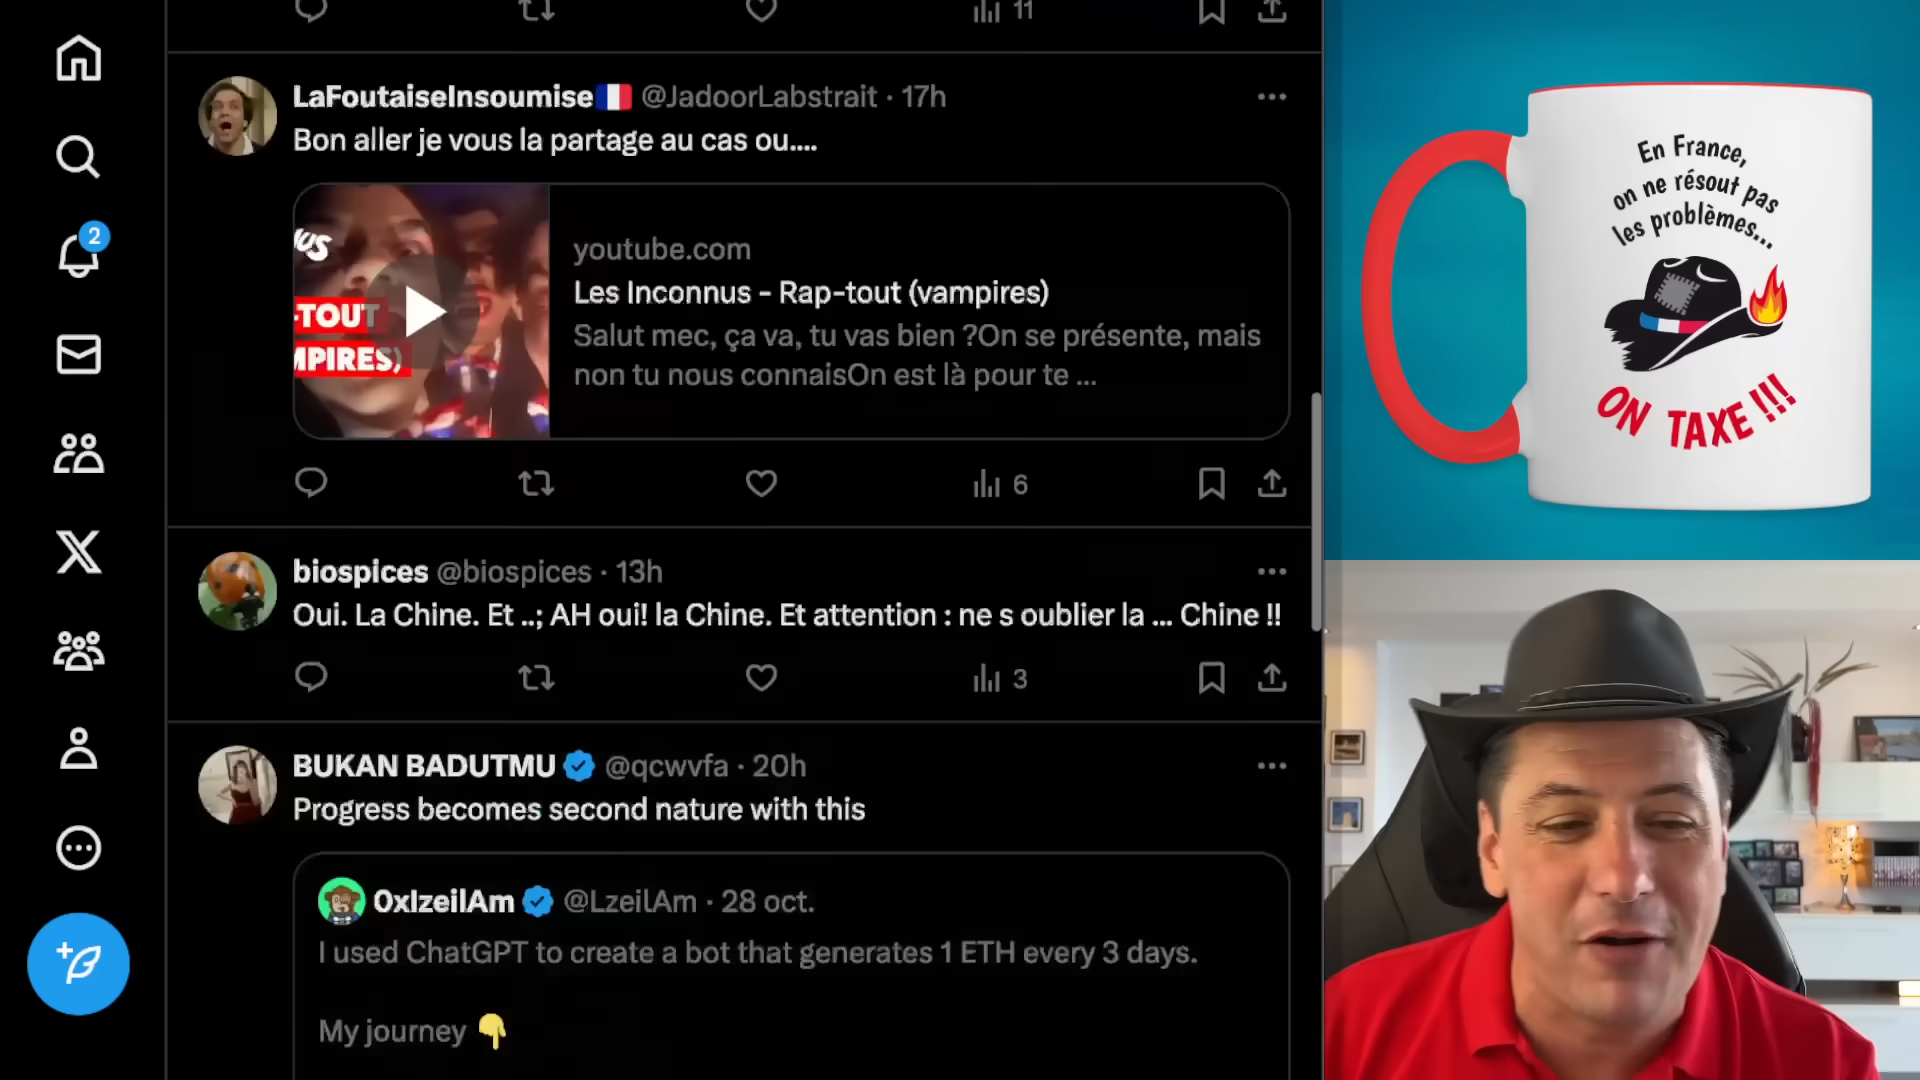 11
LaFoutaiseInsoumise🇫🇷 @JadoorLabstrait · 17h
Bon aller je vous la partage au cas ou....
US
-TOUT
MPIRES)
youtube.com
Les Inconnus - Rap-tout (vampires)
Salut mec, ça va, tu vas bien ?On se présente, mais
non tu nous connaisOn est là pour te ...
6
biospices @biospices · 13h
Oui. La Chine. Et ..; AH oui! la Chine. Et attention : ne s oublier la ... Chine !!
3
BUKAN BADUTMU @qcwvfa · 20h
Progress becomes second nature with this
0xIzeilAm @LzeilAm · 28 oct.
I used ChatGPT to create a bot that generates 1 ETH every 3 days.
My journey 👇
2
En France,
on ne résout pas
les problèmes...
ON TAXE !!!